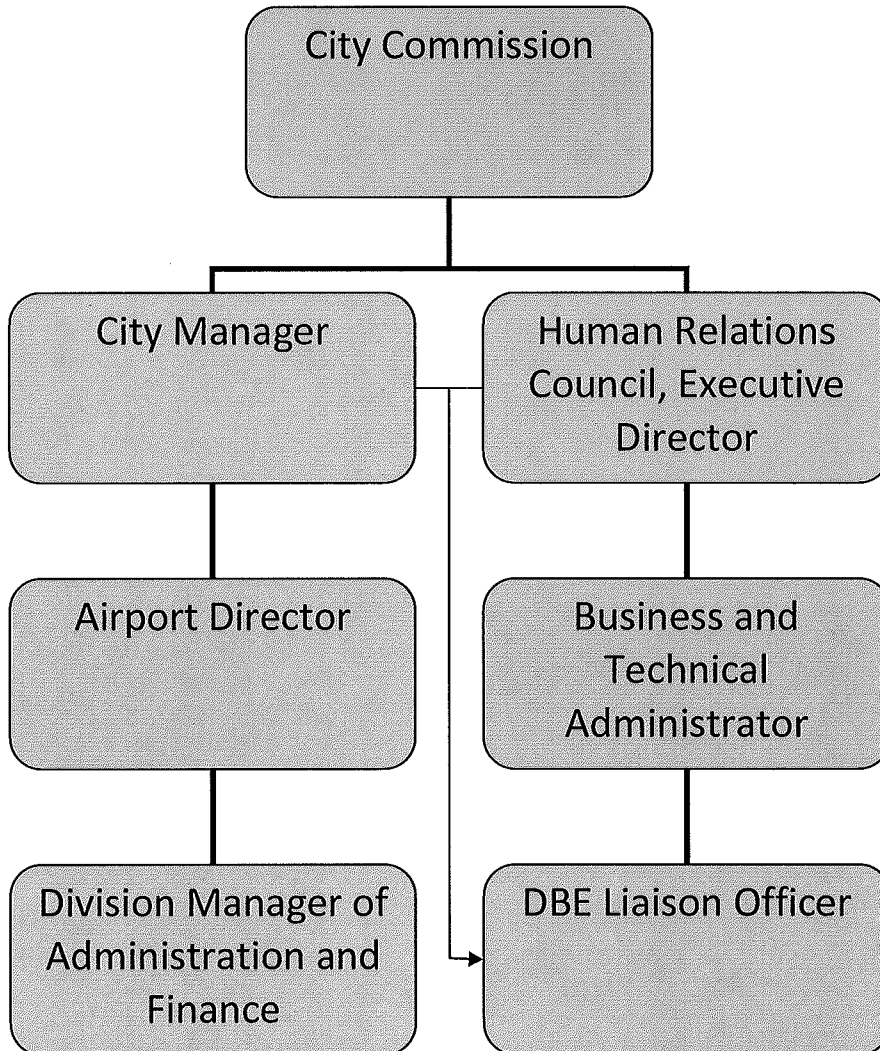 City Commission
City Manager
Human Relations
Council, Executive
Director
Airport Director
Business and
Technical
Administrator
Division Manager of
Administration and
Finance
DBE Liaison Officer